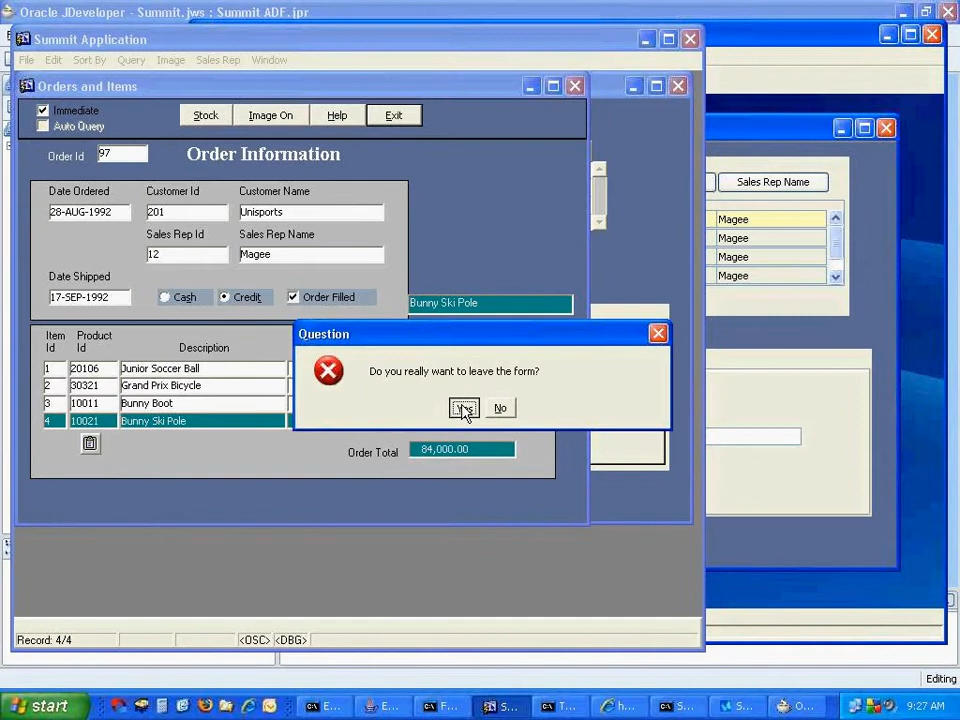 Oracle JDeveloper - Summit.jws : Summit ADF.jpr
Summit Application
File Edit Sort By Query Image Sales Rep Window
Orders and Items
Immediate
Auto Query
Stock Image On Help Exit
Order Id 97 Order Information
Sales Rep Name
Date Ordered Customer Id Customer Name
28-AUG-1992 201 Unisports
Magee
Magee
Magee
Magee
Sales Rep Id Sales Rep Name
12 Magee
Date Shipped
17-SEP-1992 Cash Credit Order Filled
Bunny Ski Pole
Item Id Product Id Description
Question
1 20106 Junior Soccer Ball
2 30321 Grand Prix Bicycle
3 10011 Bunny Boot
4 10021 Bunny Ski Pole
Do you really want to leave the form?
No
Order Total 84,000.00
Record: 4/4 <OSC> <DBG>
Editing
start E... E... F... S... T... h... S... S... O... 9:27 AM